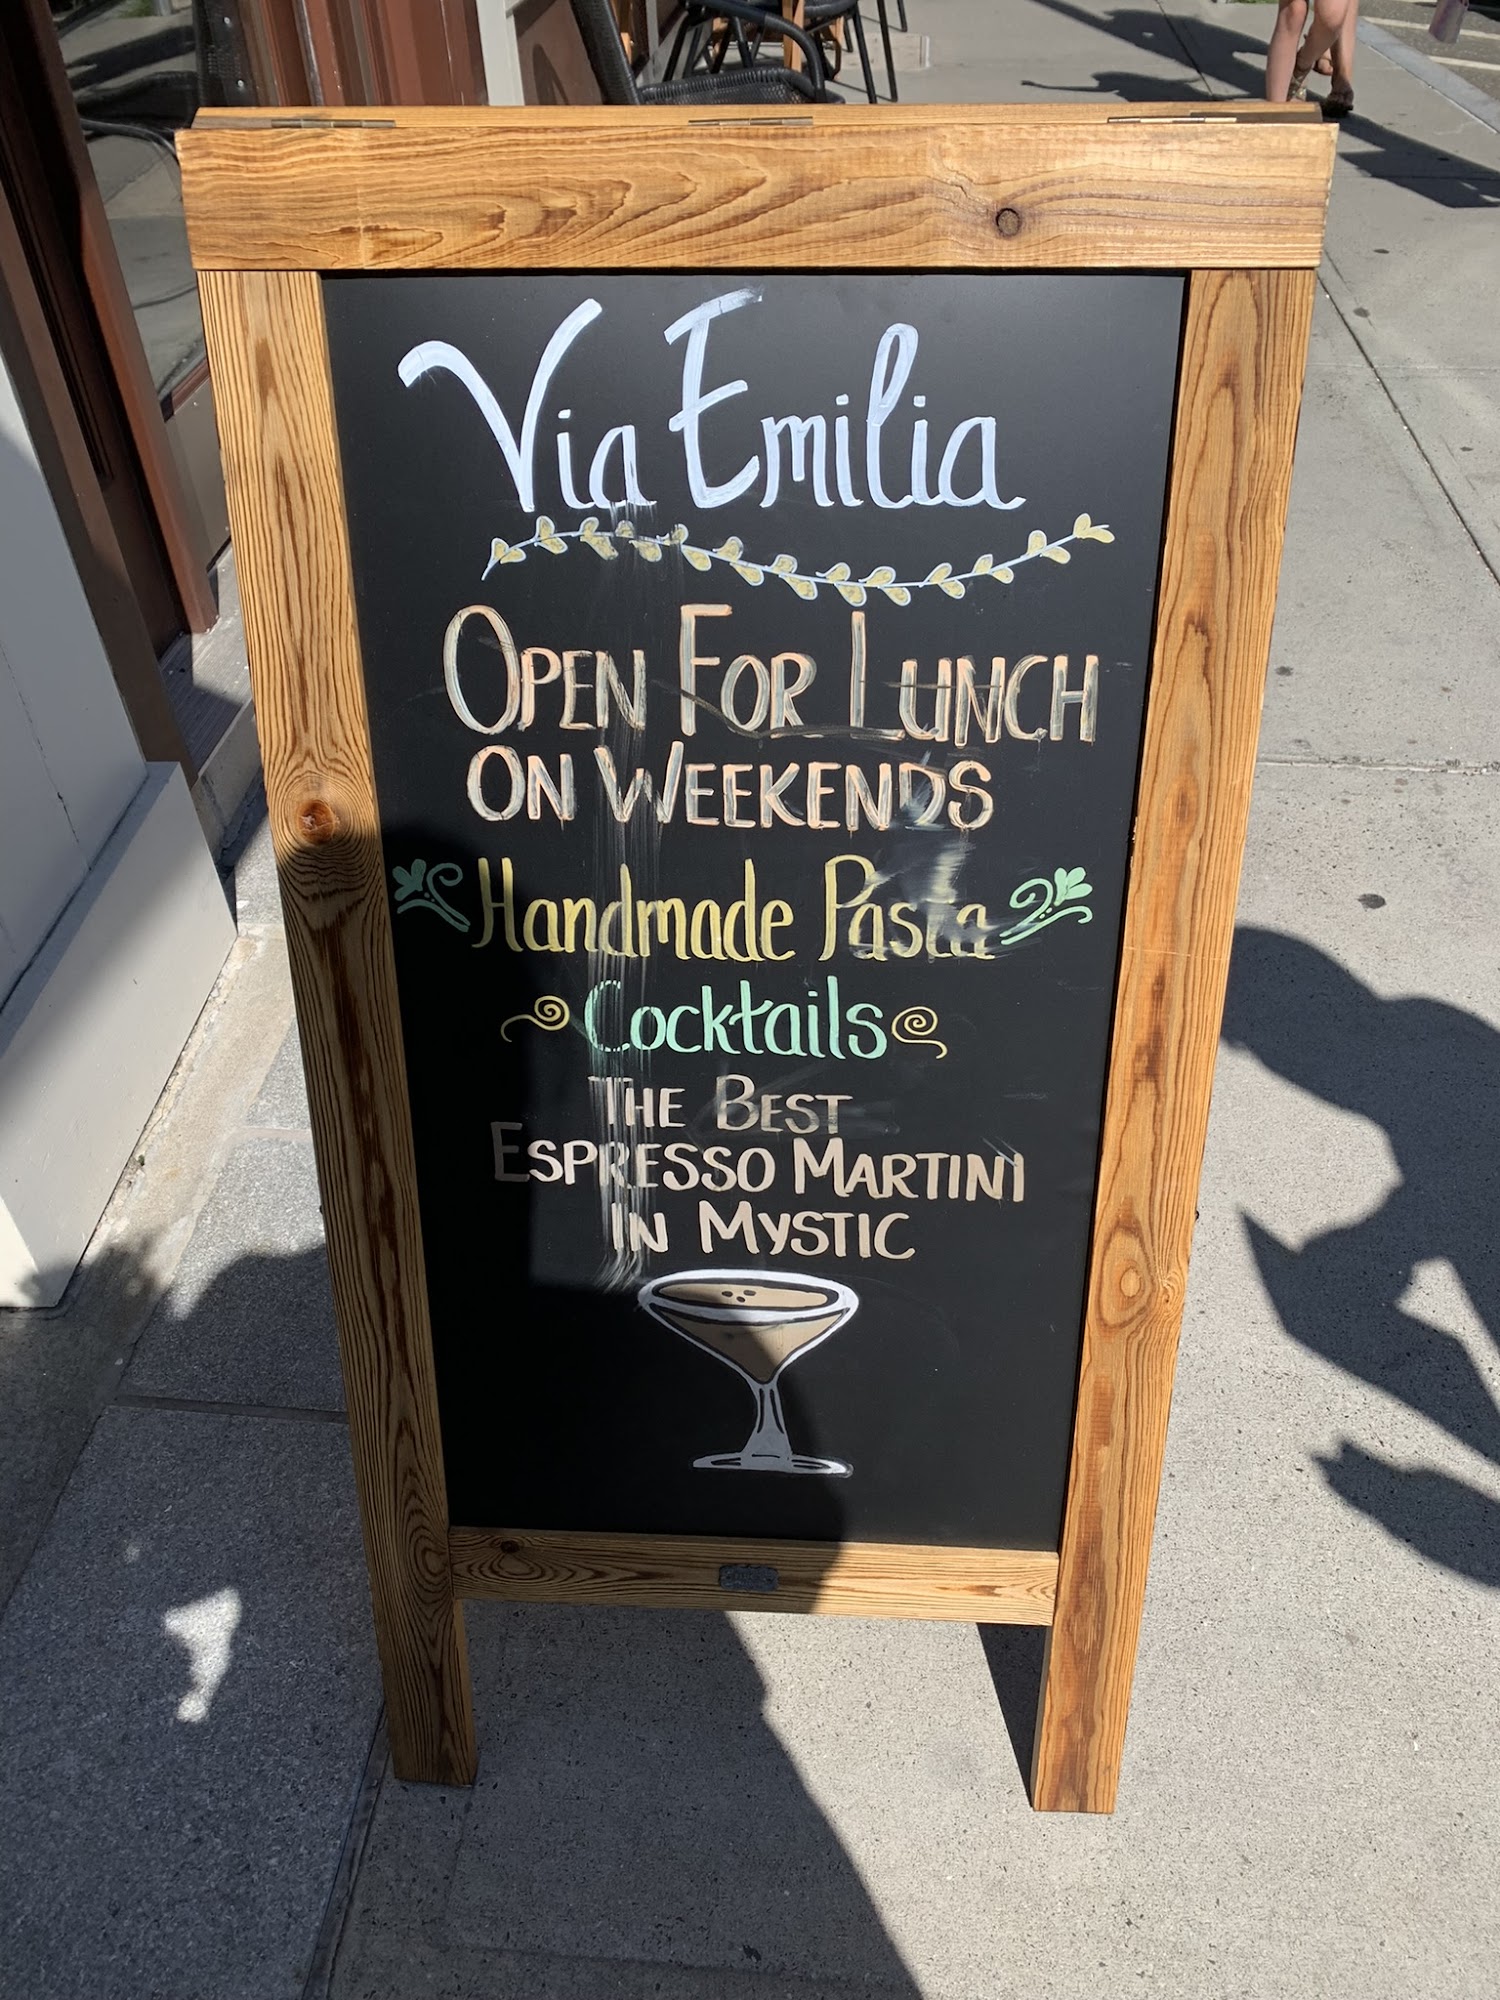 Via Emilia
OPEN FOR LUNCH
ON WEEKENDS
Handmade Pasta
Cocktails
THE BEST
ESPRESSO MARTINI
IN MYSTIC